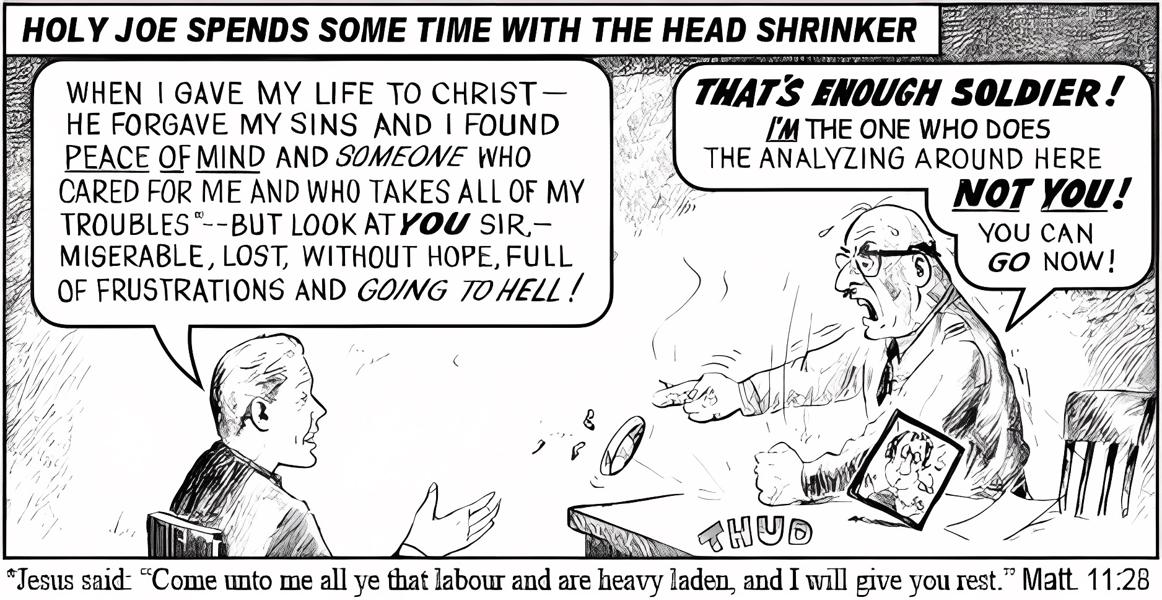 HOLY JOE SPENDS SOME TIME WITH THE HEAD SHRINKER
WHEN I GAVE MY LIFE TO CHRIST—
HE FORGAVE MY SINS AND I FOUND
PEACE OF MIND AND SOMEONE WHO
CARED FOR ME AND WHO TAKES ALL OF MY
TROUBLES*--BUT LOOK AT YOU SIR,—
MISERABLE, LOST, WITHOUT HOPE, FULL
OF FRUSTRATIONS AND GOING TO HELL!
THAT'S ENOUGH SOLDIER!
I'M THE ONE WHO DOES
THE ANALYZING AROUND HERE
NOT YOU!
YOU CAN
GO NOW!
THUD
*Jesus said: "Come unto me all ye that labour and are heavy laden, and I will give you rest." Matt. 11:28